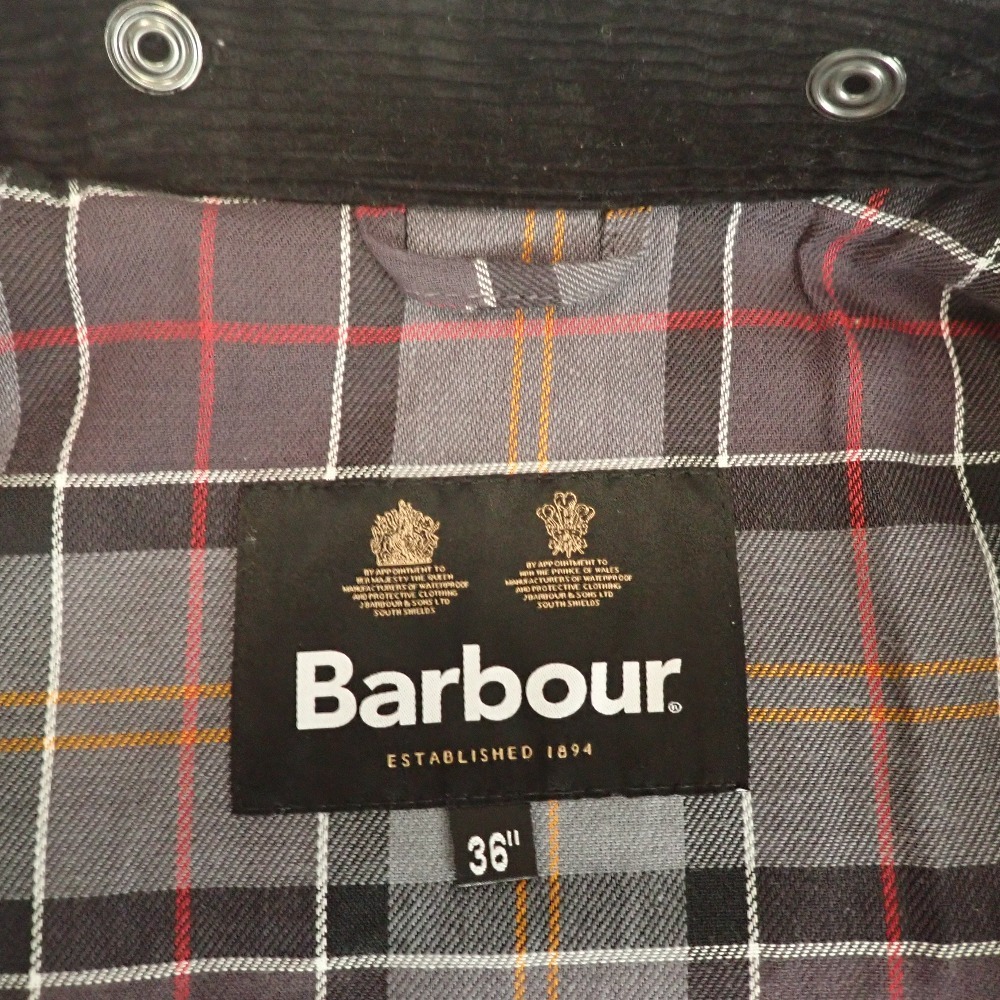 BY APPOINTMENT TO
HER MAJESTY THE QUEEN
MANUFACTURERS OF WATERPROOF
AND PROTECTIVE CLOTHING
J BARBOUR & SONS LTD
SOUTH SHIELDS
BY APPOINTMENT TO
HRH THE PRINCE OF WALES
MANUFACTURERS OF WATERPROOF
AND PROTECTIVE CLOTHING
J BARBOUR & SONS LTD
SOUTH SHIELDS
Barbour®
ESTABLISHED 1894
36"